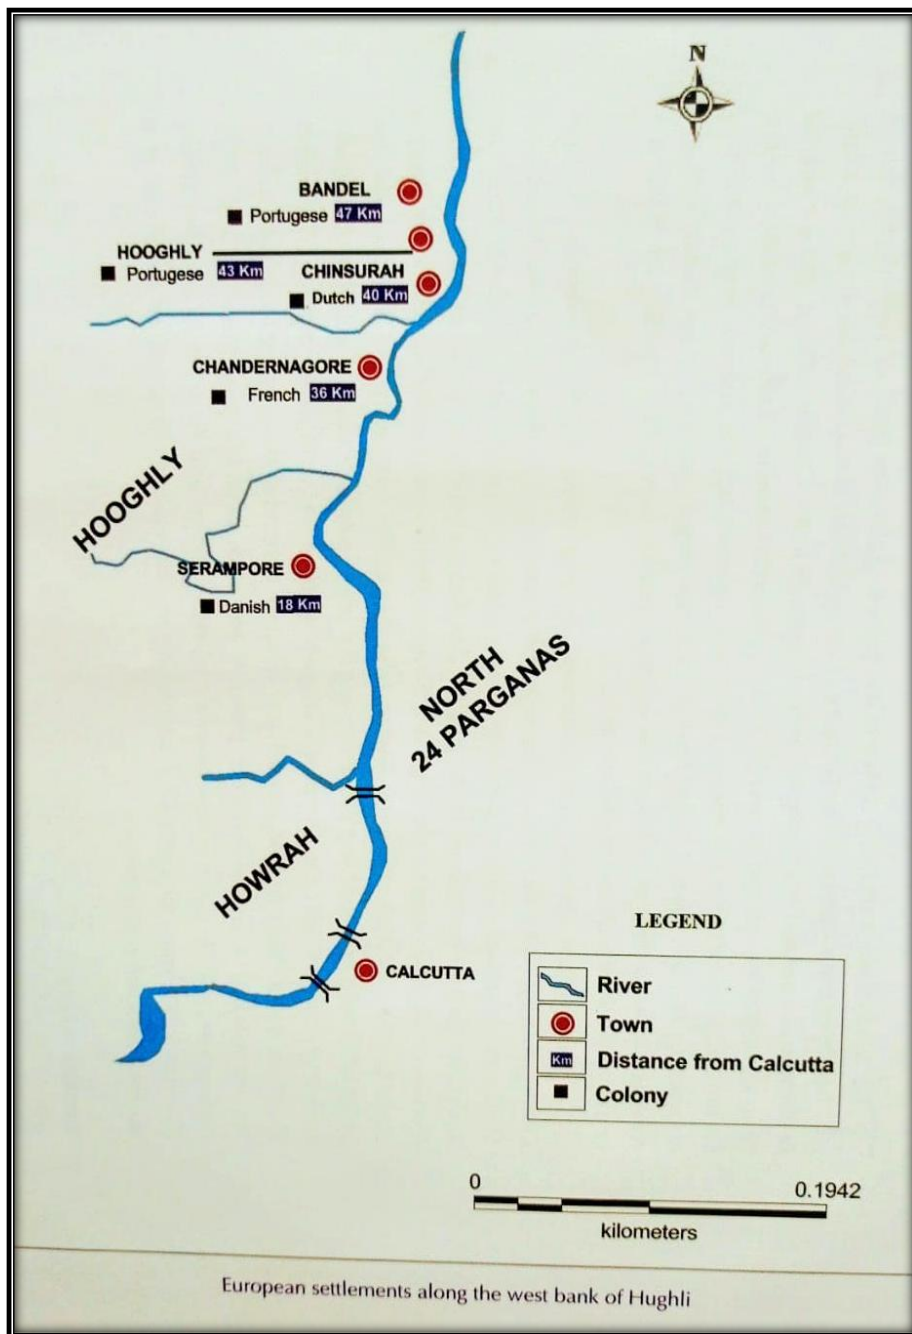 N
BANDEL
Portugese 47 Km
HOOGHLY
Portugese 43 Km
CHINSURAH
Dutch 40 Km
CHANDERNAGORE
French 36 Km
HOOGHLY
SERAMPORE
Danish 18 Km
NORTH
24 PARGANAS
HOWRAH
CALCUTTA
LEGEND
River
Town
Km Distance from Calcutta
Colony
0 0.1942
kilometers
European settlements along the west bank of Hughli